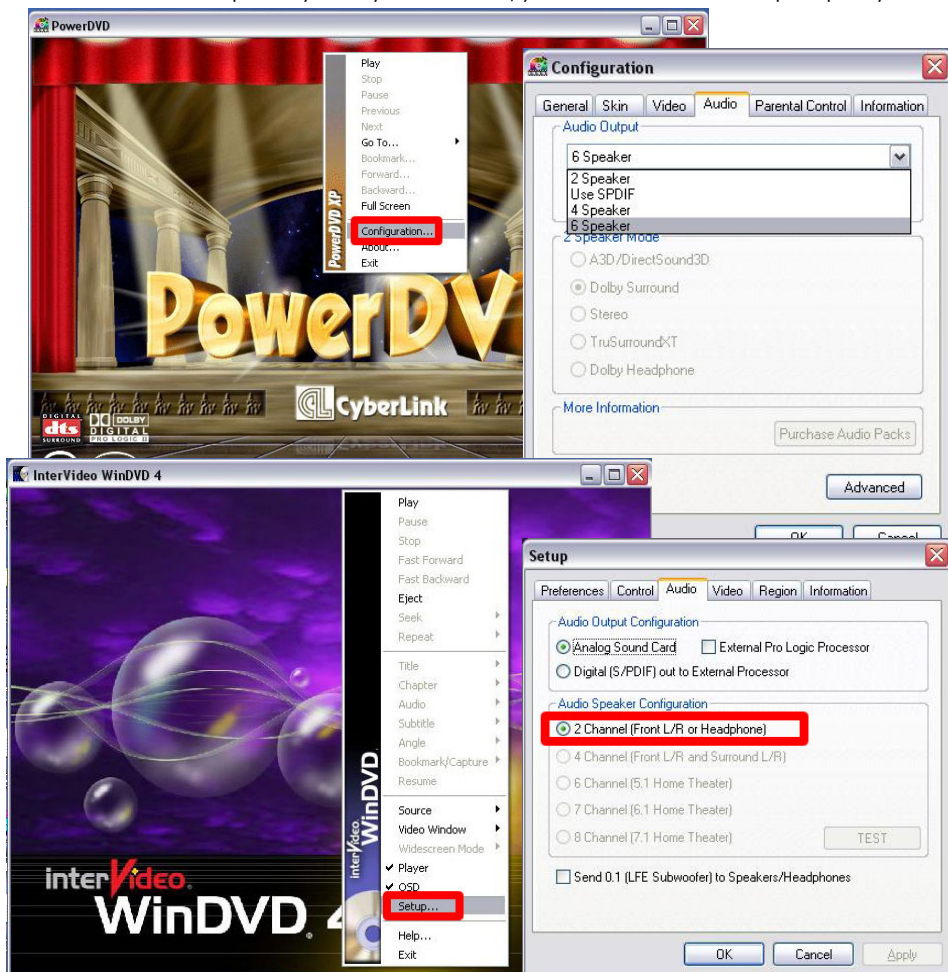 PowerDVD
Play
Stop
Pause
Previous
Next
Go To...
Bookmark...
Forward...
Backward...
Full Screen
Configuration...
About...
Exit
PowerDVD XP
PowerDV
CyberLink
DIGITAL
dts
SURROUND
DOLBY
DIGITAL
PRO LOGIC II
Configuration
General Skin Video Audio Parental Control Information
Audio Output
6 Speaker
2 Speaker
Use SPDIF
4 Speaker
6 Speaker
2 Speaker Mode
A3D/DirectSound3D
Dolby Surround
Stereo
TruSurroundXT
Dolby Headphone
More Information
Purchase Audio Packs
Advanced
OK Cancel
InterVideo WinDVD 4
Play
Pause
Stop
Fast Forward
Fast Backward
Eject
Seek
Repeat
Title
Chapter
Audio
Subtitle
Angle
Bookmark/Capture
Resume
Source
Video Window
Widescreen Mode
Player
OSD
Setup...
Help...
Exit
InterVideo WinDVD
interVideo.
WinDVD 4
Setup
Preferences Control Audio Video Region Information
Audio Output Configuration
Analog Sound Card External Pro Logic Processor
Digital (S/PDIF) out to External Processor
Audio Speaker Configuration
2 Channel (Front L/R or Headphone)
4 Channel (Front L/R and Surround L/R)
6 Channel (5.1 Home Theater)
7 Channel (6.1 Home Theater)
8 Channel (7.1 Home Theater) TEST
Send 0.1 (LFE Subwoofer) to Speakers/Headphones
OK Cancel Apply